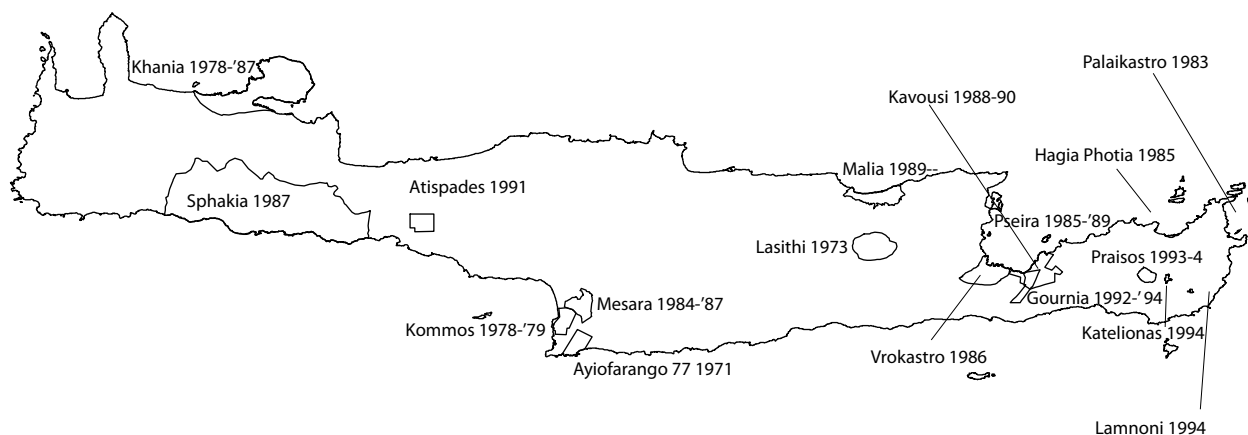 Palaikastro 1983
Khania 1978-'87
Kavousi 1988-90
Hagia Photia 1985
Malia 1989--
Atispades 1991
Sphakia 1987
Pseira 1985-'89
Lasithi 1973
Praisos 1993-4
Mesara 1984-'87
Gournia 1992-'94
Kommos 1978-'79
Katelionas 1994
Vrokastro 1986
Ayiofarango 77 1971
Lamnoni 1994